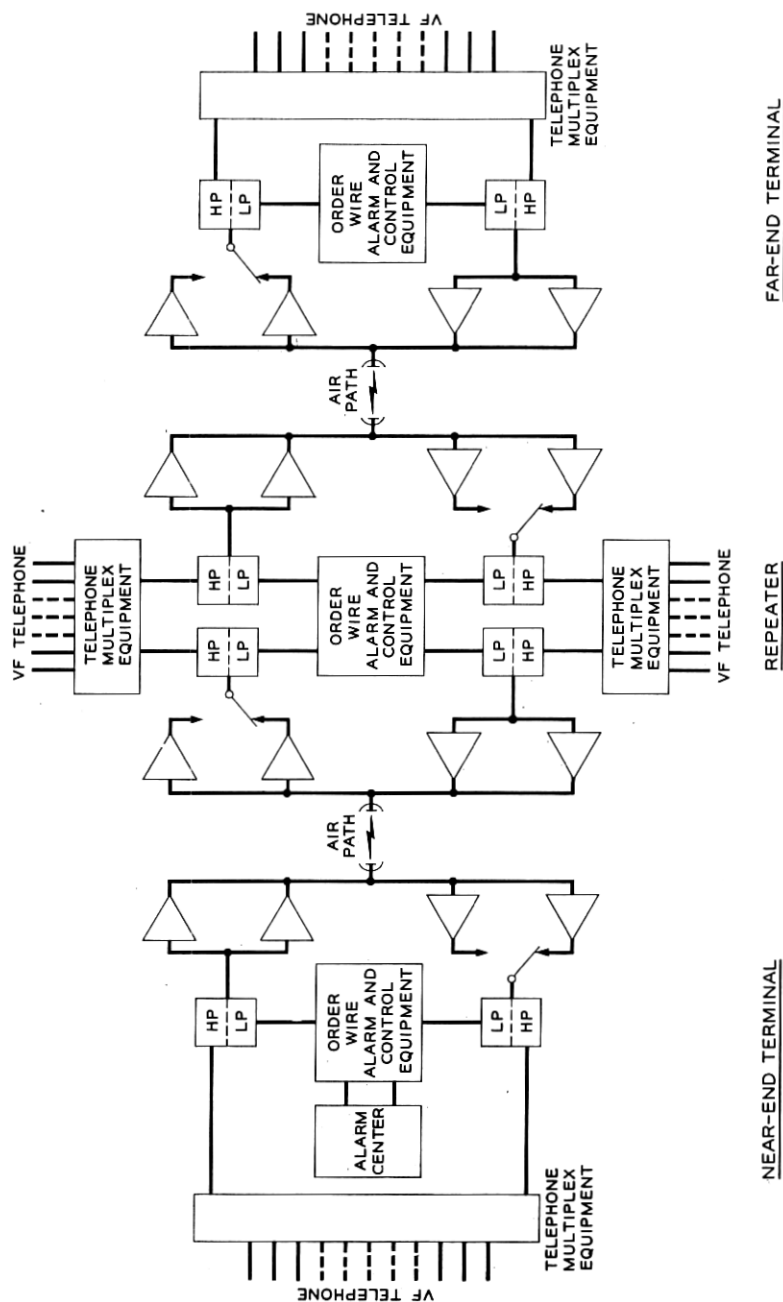 VF TELEPHONE
TELEPHONE
MULTIPLEX
EQUIPMENT
ALARM
CENTER
ORDER
WIRE
ALARM AND
CONTROL
EQUIPMENT
HP
LP
LP
HP
NEAR-END TERMINAL
AIR
PATH
VF TELEPHONE
TELEPHONE
MULTIPLEX
EQUIPMENT
HP
LP
HP
LP
ORDER
WIRE
ALARM AND
CONTROL
EQUIPMENT
LP
HP
LP
HP
TELEPHONE
MULTIPLEX
EQUIPMENT
VF TELEPHONE
REPEATER
AIR
PATH
HP
LP
ORDER
WIRE
ALARM AND
CONTROL
EQUIPMENT
LP
HP
TELEPHONE
MULTIPLEX
EQUIPMENT
VF TELEPHONE
FAR-END TERMINAL